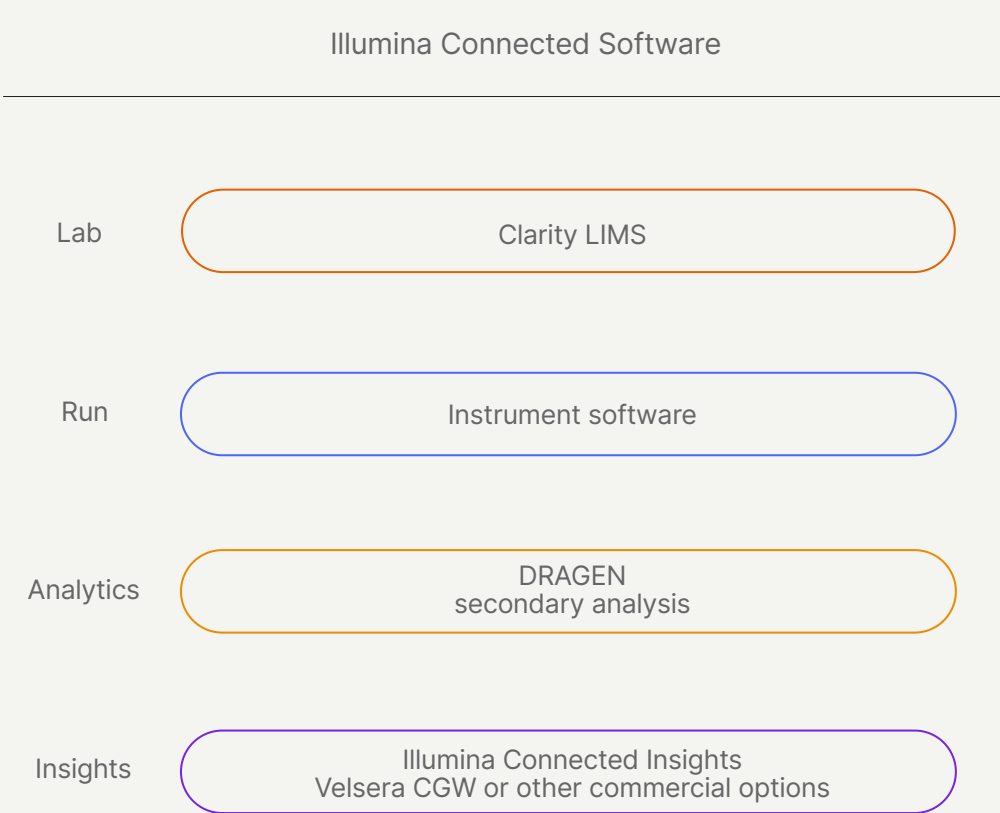 Illumina Connected Software
Lab
Clarity LIMS
Run
Instrument software
Analytics
DRAGEN
secondary analysis
Insights
Illumina Connected Insights
Velsera CGW or other commercial options